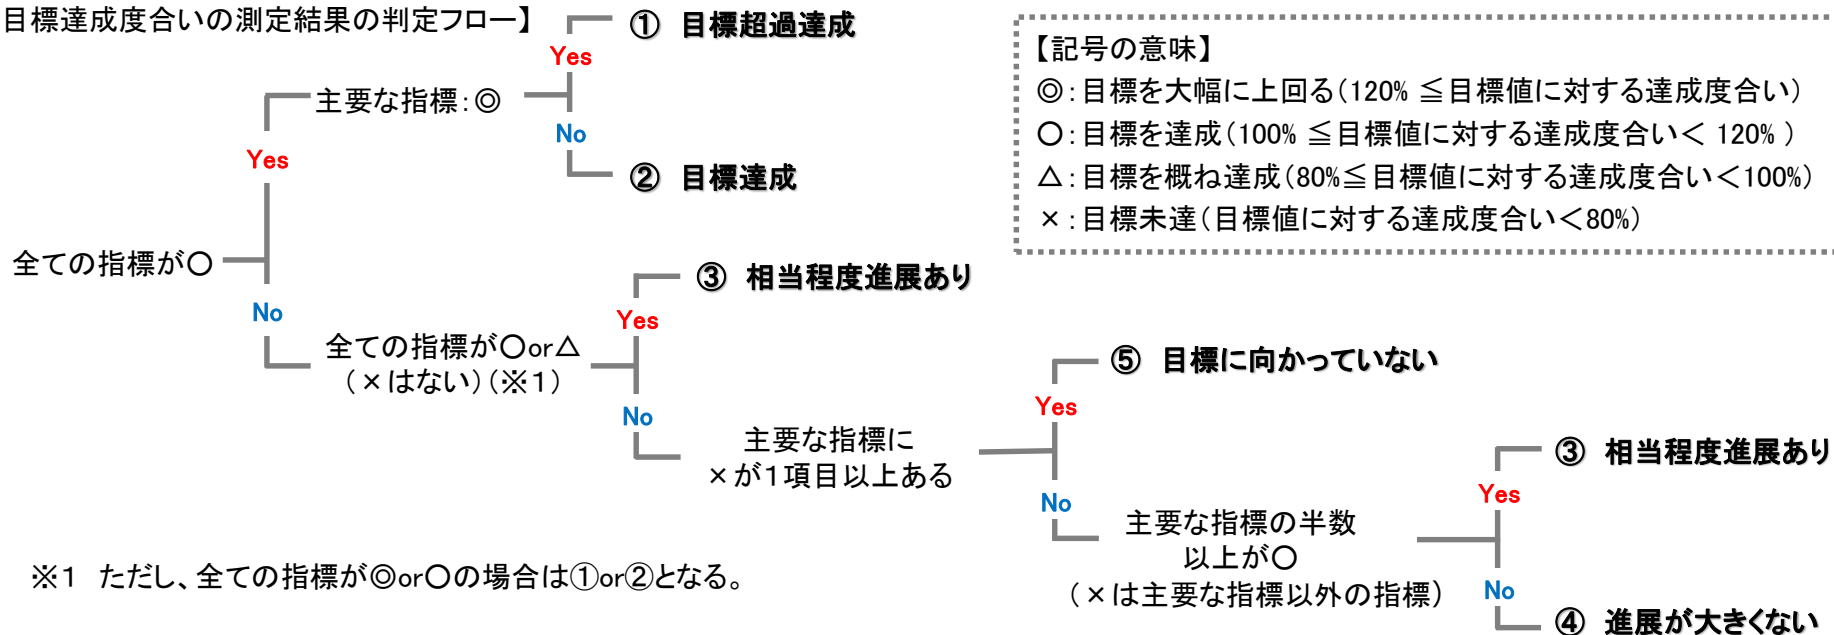 目標達成度合いの測定結果の判定フロー】
① 目標超過達成
Yes
主要な指標：◎
No
② 目標達成
Yes
全ての指標が〇
No
③ 相当程度進展あり
Yes
全ての指標が〇or△
（×はない）（※1）
No
⑤ 目標に向かっていない
Yes
主要な指標に
×が1項目以上ある
No
③ 相当程度進展あり
Yes
主要な指標の半数
以上が〇
（×は主要な指標以外の指標）
No
④ 進展が大きくない
【記号の意味】
◎：目標を大幅に上回る（120% ≦目標値に対する達成度合い）
〇：目標を達成（100% ≦目標値に対する達成度合い＜ 120% ）
△：目標を概ね達成（80%≦目標値に対する達成度合い＜100%）
×：目標未達（目標値に対する達成度合い＜80%）
※1 ただし、全ての指標が◎or〇の場合は①or②となる。